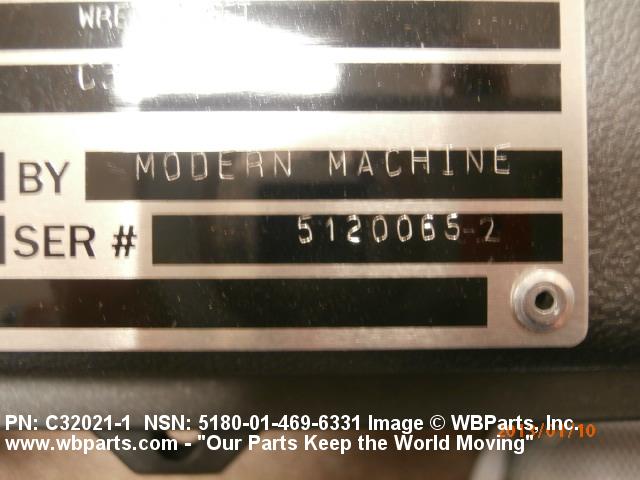 BY MODERN MACHINE
SER # 5120065-2
PN: C32021-1 NSN: 5180-01-469-6331 Image © WBParts, Inc.
www.wbparts.com - "Our Parts Keep the World Moving"